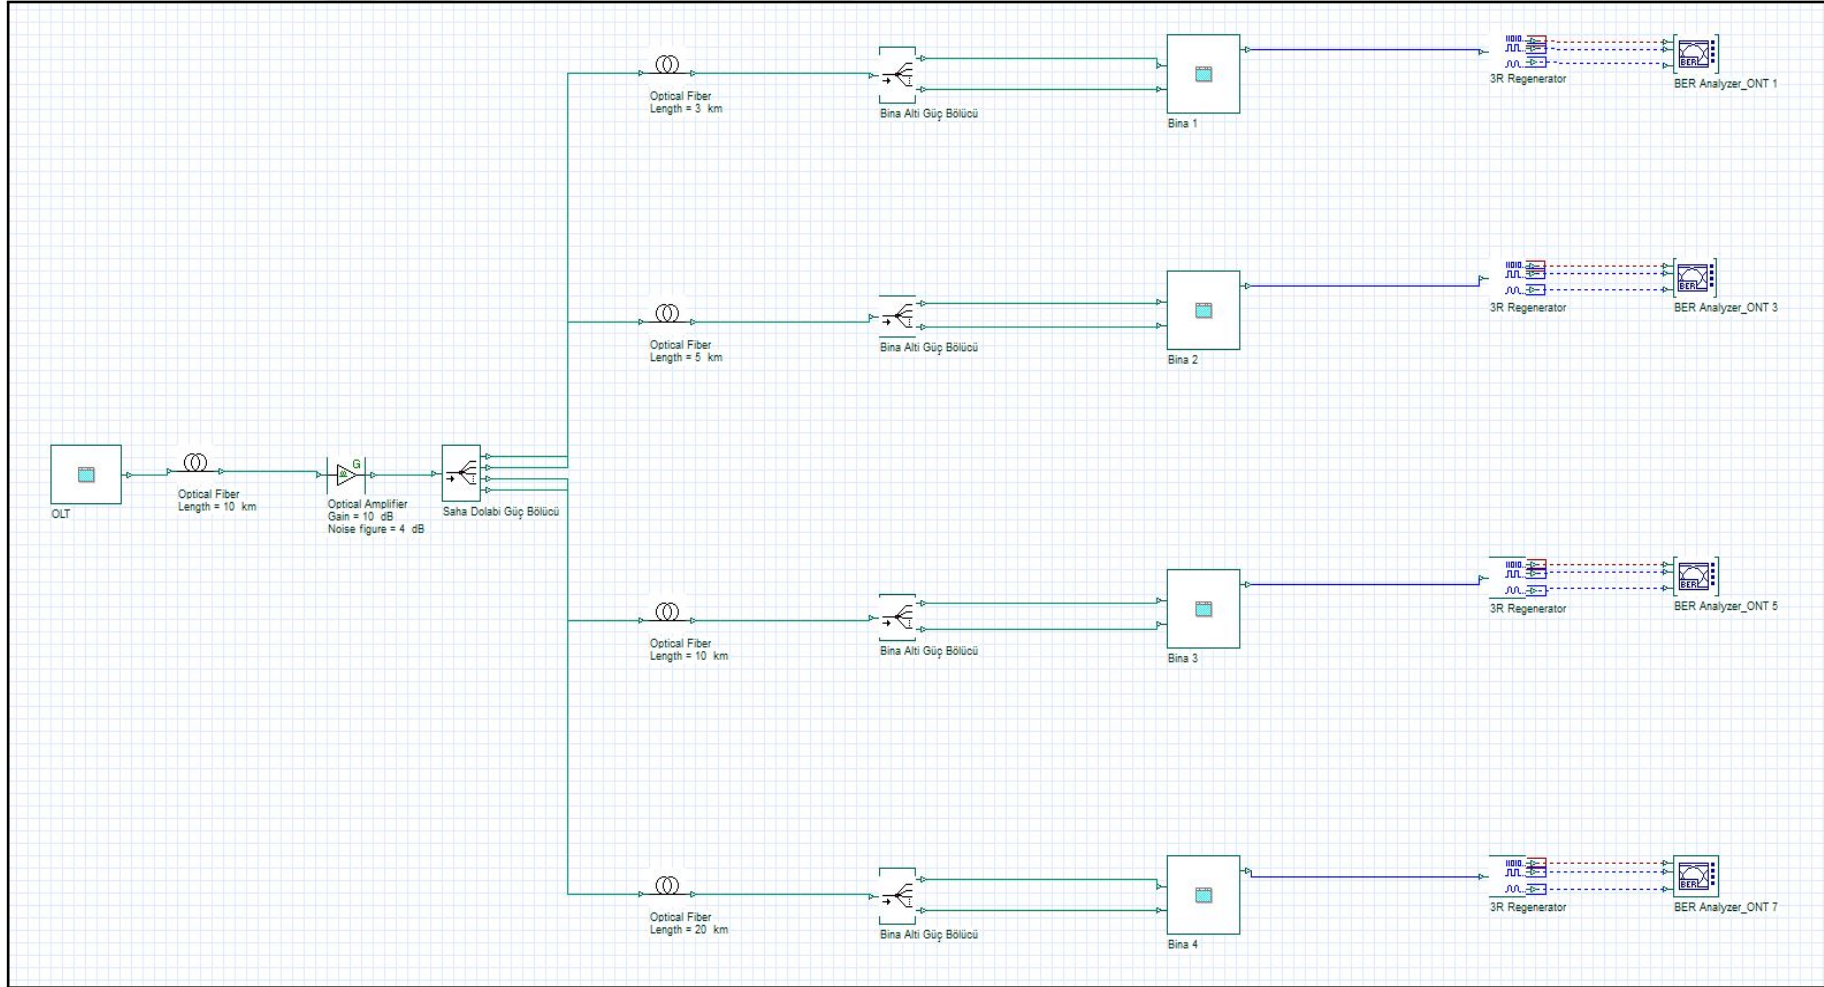 Optical Fiber
Length = 3 km
Bina Alti Güç Bölücü
Bina 1
3R Regenerator
BER
BER Analyzer_ONT 1
Optical Fiber
Length = 5 km
Bina Alti Güç Bölücü
Bina 2
3R Regenerator
BER
BER Analyzer_ONT 3
OLT
Optical Fiber
Length = 10 km
G
Optical Amplifier
Gain = 10 dB
Noise figure = 4 dB
Saha Dolabi Güç Bölücü
Optical Fiber
Length = 10 km
Bina Alti Güç Bölücü
Bina 3
3R Regenerator
BER
BER Analyzer_ONT 5
Optical Fiber
Length = 20 km
Bina Alti Güç Bölücü
Bina 4
3R Regenerator
BER
BER Analyzer_ONT 7